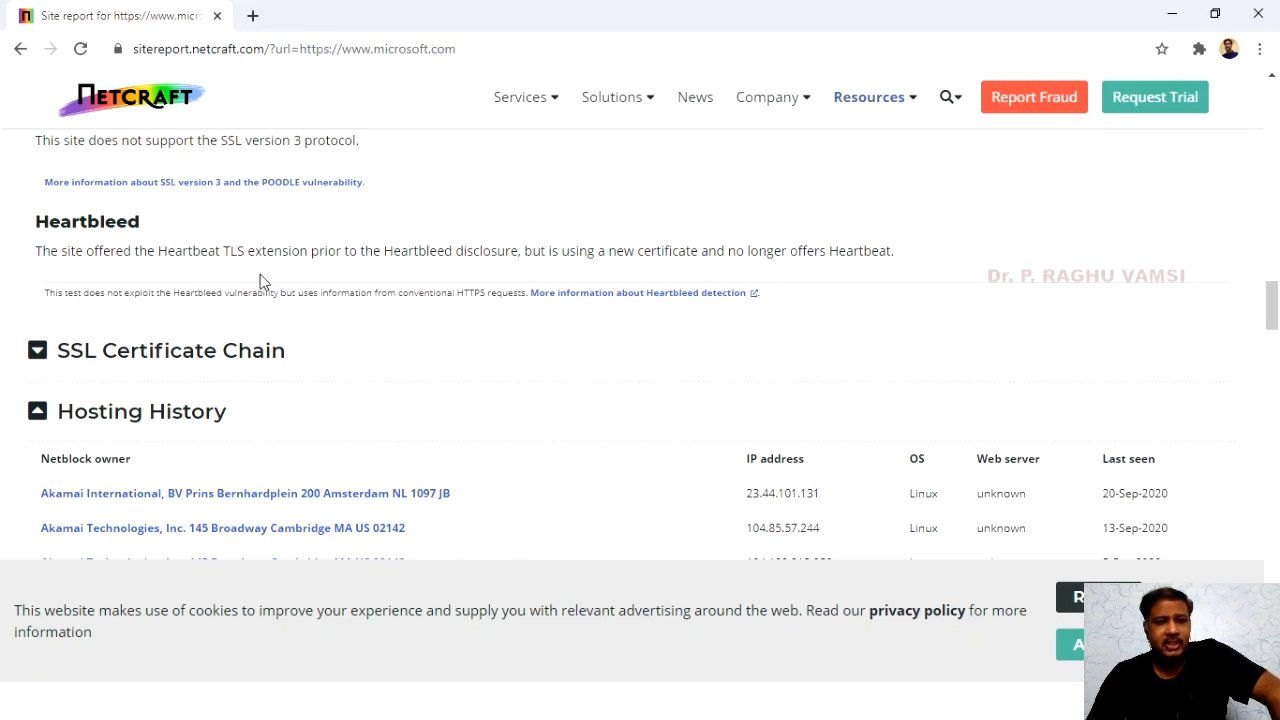 Site report for https://www.micr
sitereport.netcraft.com/?url=https://www.microsoft.com
NETCRAFT
Services
Solutions
News
Company
Resources
Report Fraud
Request Trial
This site does not support the SSL version 3 protocol.
More information about SSL version 3 and the POODLE vulnerability.
Heartbleed
The site offered the Heartbeat TLS extension prior to the Heartbleed disclosure, but is using a new certificate and no longer offers Heartbeat.
Dr. P. RAGHU VAMSI
This test does not exploit the Heartbleed vulnerability but uses information from conventional HTTPS requests. More information about Heartbleed detection.
SSL Certificate Chain
Hosting History
Netblock owner IP address OS Web server Last seen
Akamai International, BV Prins Bernhardplein 200 Amsterdam NL 1097 JB 23.44.101.131 Linux unknown 20-Sep-2020
Akamai Technologies, Inc. 145 Broadway Cambridge MA US 02142 104.85.57.244 Linux unknown 13-Sep-2020
This website makes use of cookies to improve your experience and supply you with relevant advertising around the web. Read our privacy policy for more
information